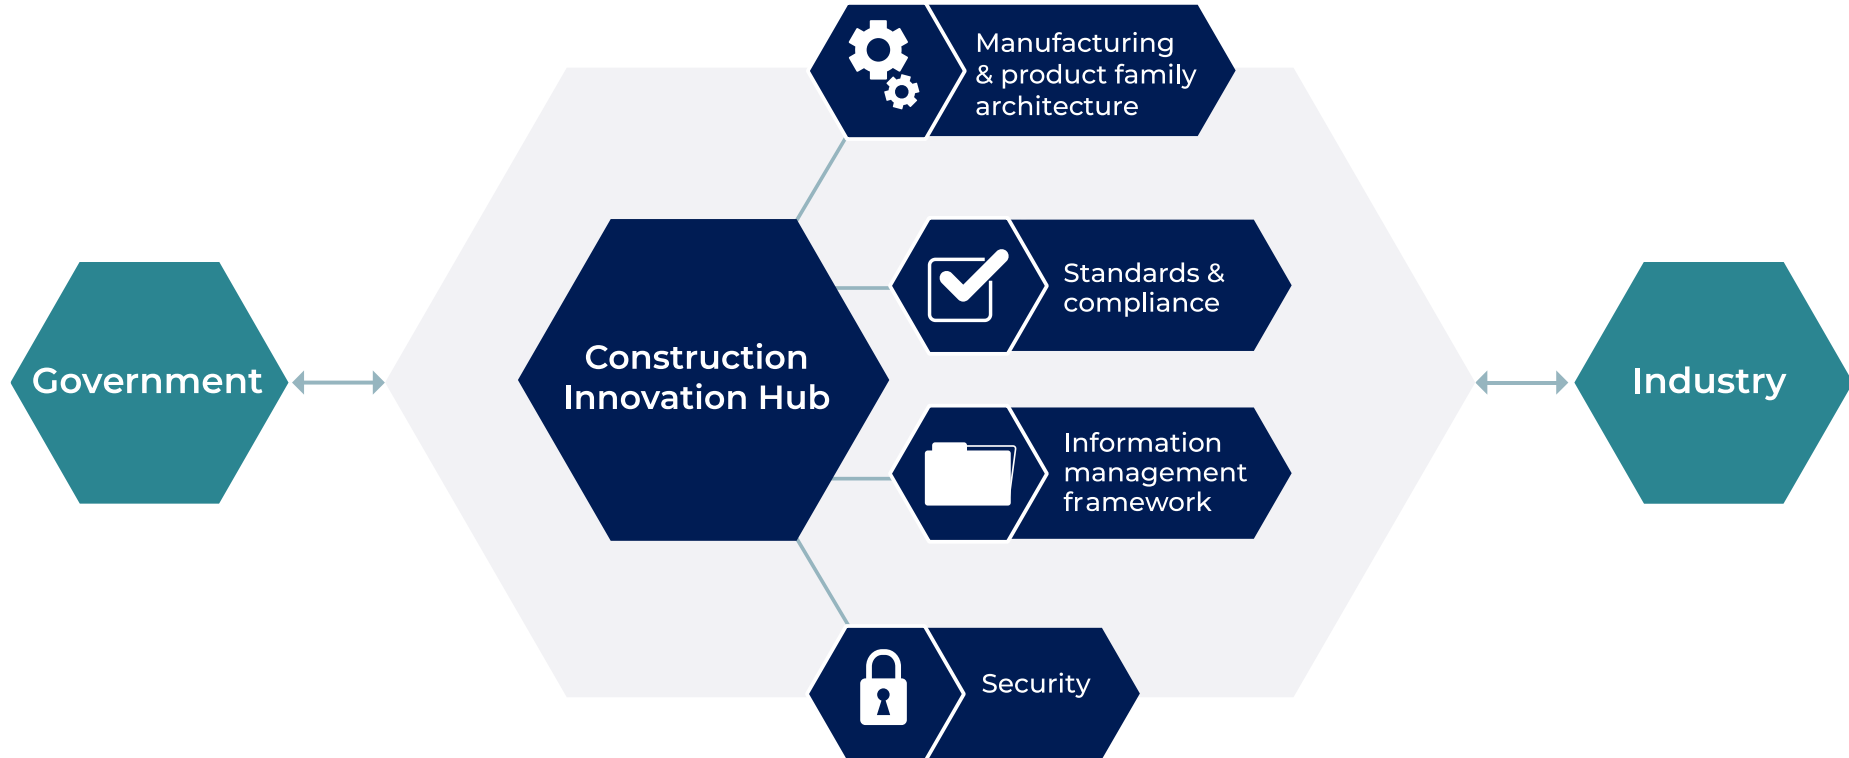 Manufacturing
& product family
architecture
Standards &
compliance
Government
Construction
Innovation Hub
Industry
Information
management
framework
Security